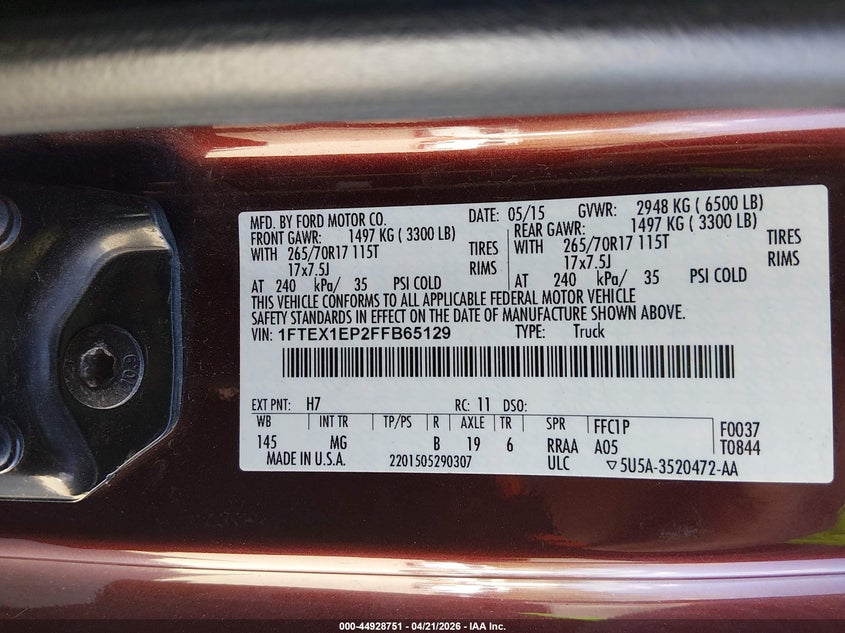 MFD. BY FORD MOTOR CO. DATE: 05/15 GVWR: 2948 KG ( 6500 LB)
FRONT GAWR: 1497 KG ( 3300 LB) REAR GAWR: 1497 KG ( 3300 LB)
WITH 265/70R17 115T TIRES WITH 265/70R17 115T TIRES
17x7.5J RIMS 17x7.5J RIMS
AT 240 kPa/ 35 PSI COLD AT 240 kPa/ 35 PSI COLD
THIS VEHICLE CONFORMS TO ALL APPLICABLE FEDERAL MOTOR VEHICLE
SAFETY STANDARDS IN EFFECT ON THE DATE OF MANUFACTURE SHOWN ABOVE.
VIN: 1FTEX1EP2FFB65129 TYPE: Truck
EXT PNT: H7 RC: 11 DSO:
WB INT TR TP/PS R AXLE TR SPR FFC1P F0037
145 MG B 19 6 RRAA A05 T0844
MADE IN U.S.A. 2201505290307 ULC ▽5U5A-3520472-AA
10.9
000-44928751 - 04/21/2026 - IAA Inc.